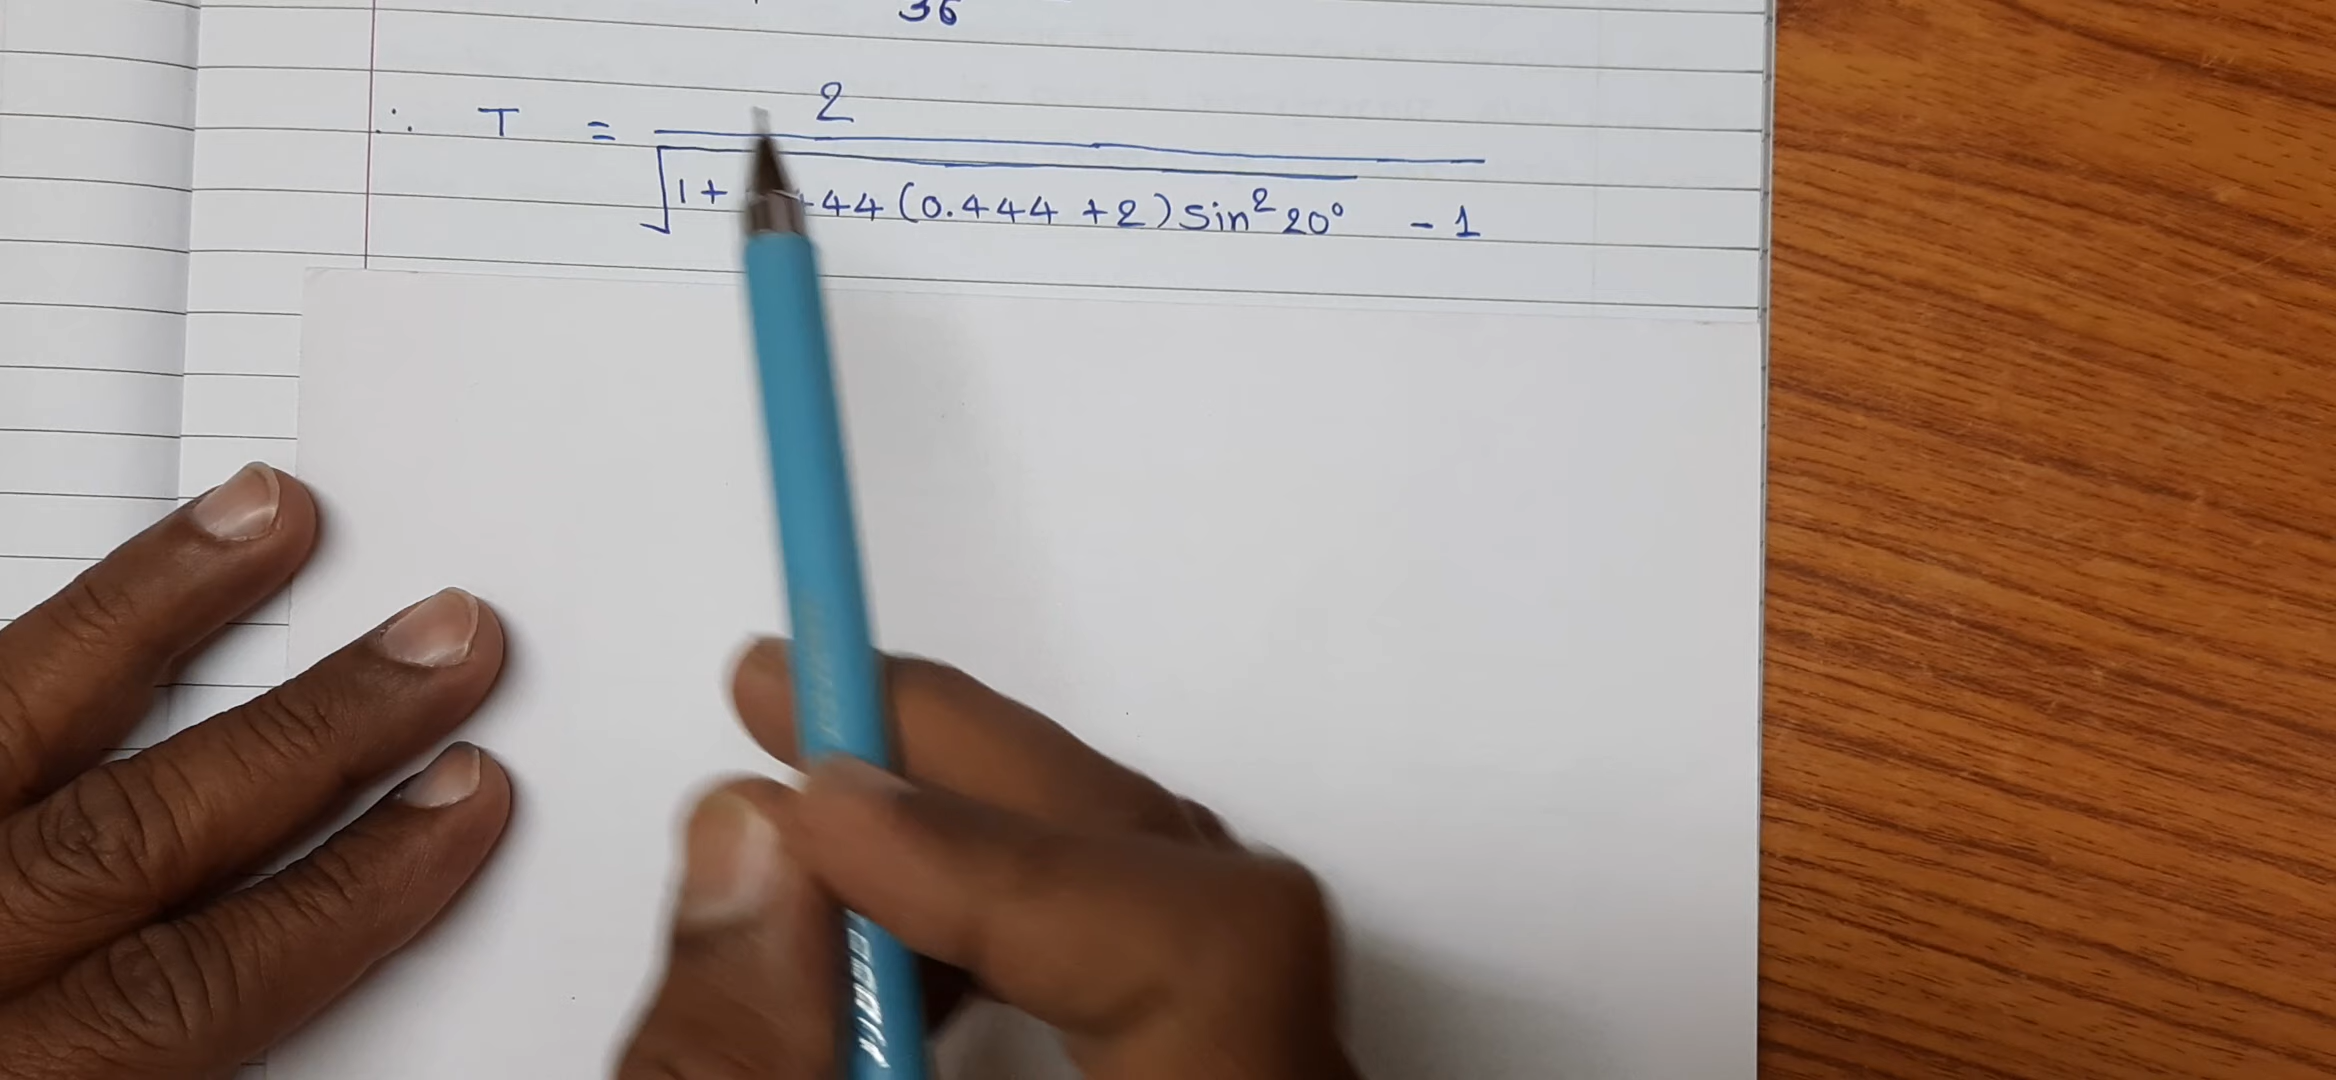 36
∴ T = 2
√1 + 44 (0.444 + 2) sin² 20° - 1